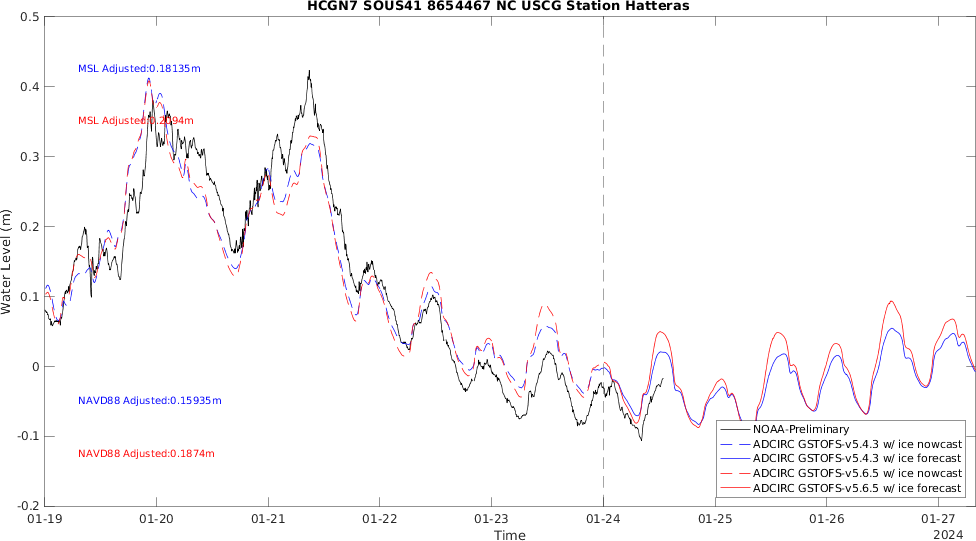 HCGN7 SOUS41 8654467 NC USCG Station Hatteras
0.5
0.4
0.3
0.2
0.1
0
-0.1
-0.2
Water Level (m)
MSL Adjusted:0.18135m
MSL Adjusted:0.2094m
NAVD88 Adjusted:0.15935m
NAVD88 Adjusted:0.1874m
NOAA-Preliminary
ADCIRC GSTOFS-v5.4.3 w/ ice nowcast
ADCIRC GSTOFS-v5.4.3 w/ ice forecast
ADCIRC GSTOFS-v5.6.5 w/ ice nowcast
ADCIRC GSTOFS-v5.6.5 w/ ice forecast
01-19 01-20 01-21 01-22 01-23 01-24 01-25 01-26 01-27
Time
2024